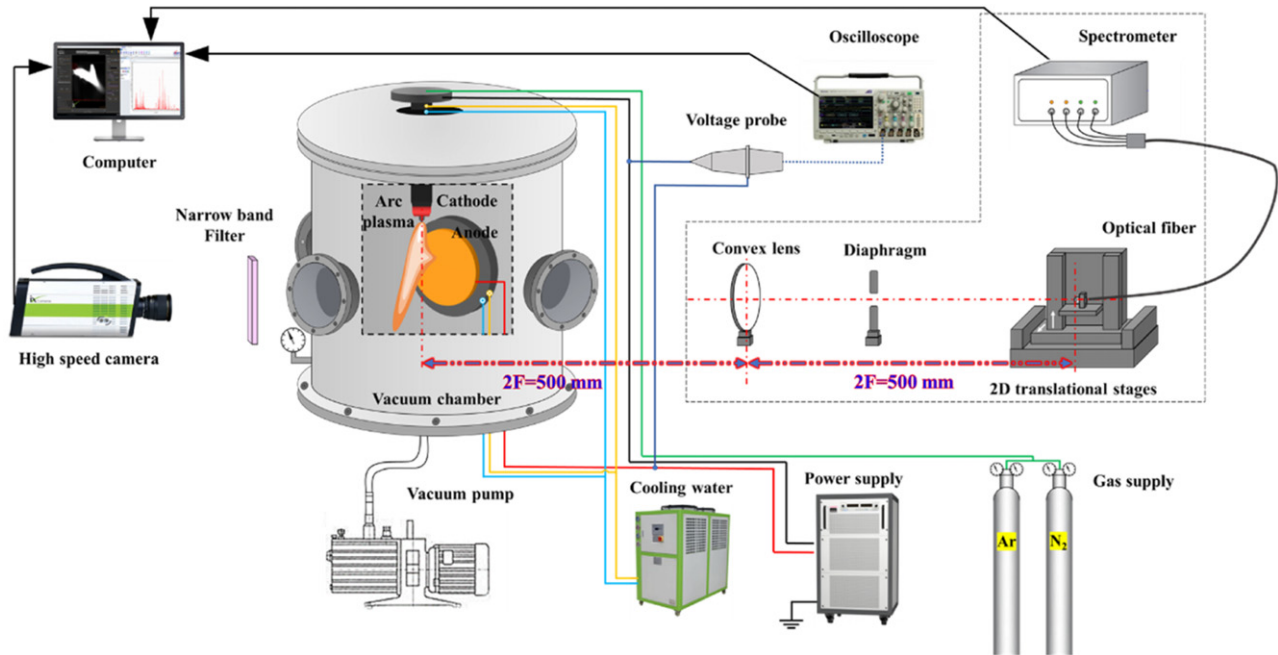 Oscilloscope
Spectrometer
Voltage probe
Computer
Narrow band
Filter
Arc
plasma
Cathode
Anode
Convex lens
Diaphragm
Optical fiber
High speed camera
2F=500 mm
2F=500 mm
2D translational stages
Vacuum chamber
Vacuum pump
Cooling water
Power supply
Gas supply
Ar
N₂